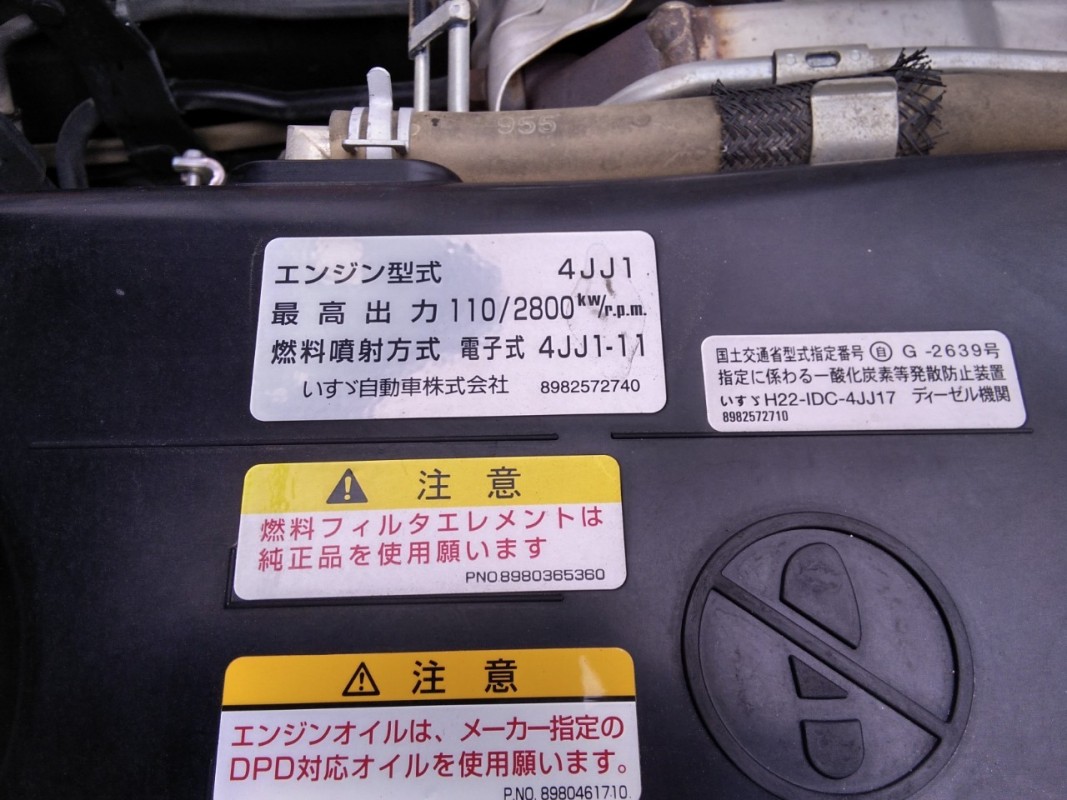 955
エンジン型式 4JJ1
最高出力 110/2800kw/r.p.m.
燃料噴射方式 電子式 4JJ1-11
いすゞ自動車株式会社 8982572740
国土交通省型式指定番号 自 G-2639号
指定に係わる一酸化炭素等発散防止装置
いすゞH22-IDC-4JJ17 ディーゼル機関
8982572710
⚠ 注意
燃料フィルタエレメントは
純正品を使用願います
PNO.8980365360
⚠ 注意
エンジンオイルは、メーカー指定の
DPD対応オイルを使用願います。
P.NO. 8980461710